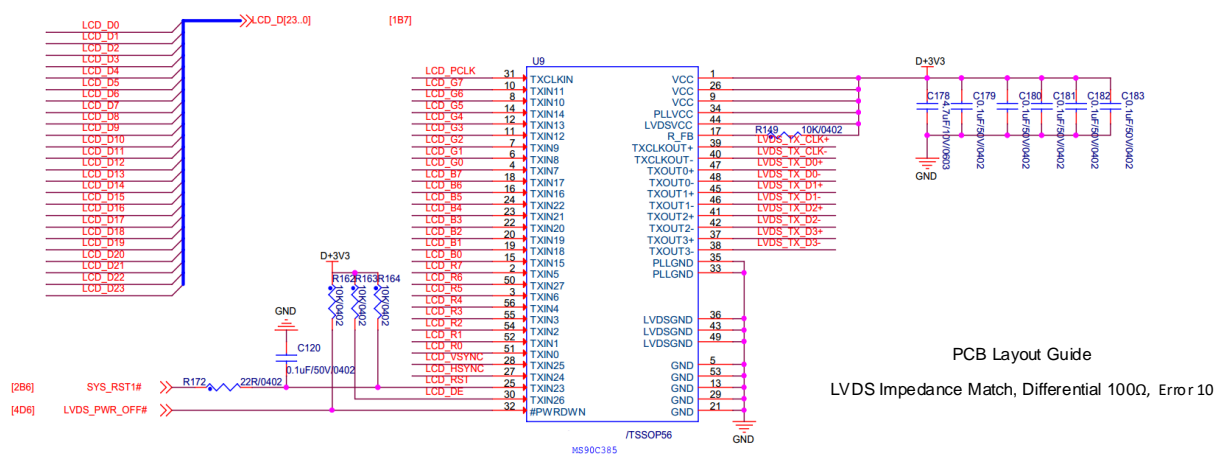 LCD_D[23..0] [1B7]
LCD_D0
LCD_D1
LCD_D2
LCD_D3
LCD_D4
LCD_D5
LCD_D6
LCD_D7
LCD_D8
LCD_D9
LCD_D10
LCD_D11
LCD_D12
LCD_D13
LCD_D14
LCD_D15
LCD_D16
LCD_D17
LCD_D18
LCD_D19
LCD_D20
LCD_D21
LCD_D22
LCD_D23
GND
C120
0.1uF/50V/0402
D+3V3
R162 R163 R164
10K/0402
10K/0402
10K/0402
[2B6] SYS_RST1# R172 22R/0402
[4D6] LVDS_PWR_OFF#
U9
LCD_PCLK 31 TXCLKIN
LCD_G7 10 TXIN11
LCD_G6 8 TXIN10
LCD_G5 14 TXIN14
LCD_G4 12 TXIN13
LCD_G3 11 TXIN12
LCD_G2 7 TXIN9
LCD_G1 6 TXIN8
LCD_G0 4 TXIN7
LCD_B7 18 TXIN17
LCD_B6 16 TXIN16
LCD_B5 24 TXIN22
LCD_B4 23 TXIN21
LCD_B3 22 TXIN20
LCD_B2 20 TXIN19
LCD_B1 19 TXIN18
LCD_B0 15 TXIN15
LCD_R7 2 TXIN5
LCD_R6 50 TXIN27
LCD_R5 3 TXIN6
LCD_R4 56 TXIN4
LCD_R3 55 TXIN3
LCD_R2 54 TXIN2
LCD_R1 52 TXIN1
LCD_R0 51 TXIN0
LCD_VSYNC 28 TXIN25
LCD_HSYNC 27 TXIN24
LCD_RST 25 TXIN23
LCD_DE 30 TXIN26
32 #PWRDWN
VCC 1
VCC 26
VCC 9
PLLVCC 34
LVDSVCC 44
R_FB 17 R149 10K/0402
TXCLKOUT+ 39 LVDS_TX_CLK+
TXCLKOUT- 40 LVDS_TX_CLK-
TXOUT0+ 47 LVDS_TX_D0+
TXOUT0- 48 LVDS_TX_D0-
TXOUT1+ 45 LVDS_TX_D1+
TXOUT1- 46 LVDS_TX_D1-
TXOUT2+ 41 LVDS_TX_D2+
TXOUT2- 42 LVDS_TX_D2-
TXOUT3+ 37 LVDS_TX_D3+
TXOUT3- 38 LVDS_TX_D3-
PLLGND 35
PLLGND 33
LVDSGND 36
LVDSGND 43
LVDSGND 49
GND 5
GND 53
GND 13
GND 29
GND 21
GND
/TSSOP56
MS90C385
D+3V3
C178 C179 C180 C181 C182 C183
4.7uF/10V/0603
0.1uF/50V/0402
0.1uF/50V/0402
0.1uF/50V/0402
0.1uF/50V/0402
0.1uF/50V/0402
GND
PCB Layout Guide
LVDS Impedance Match, Differential 100Ω, Error 10